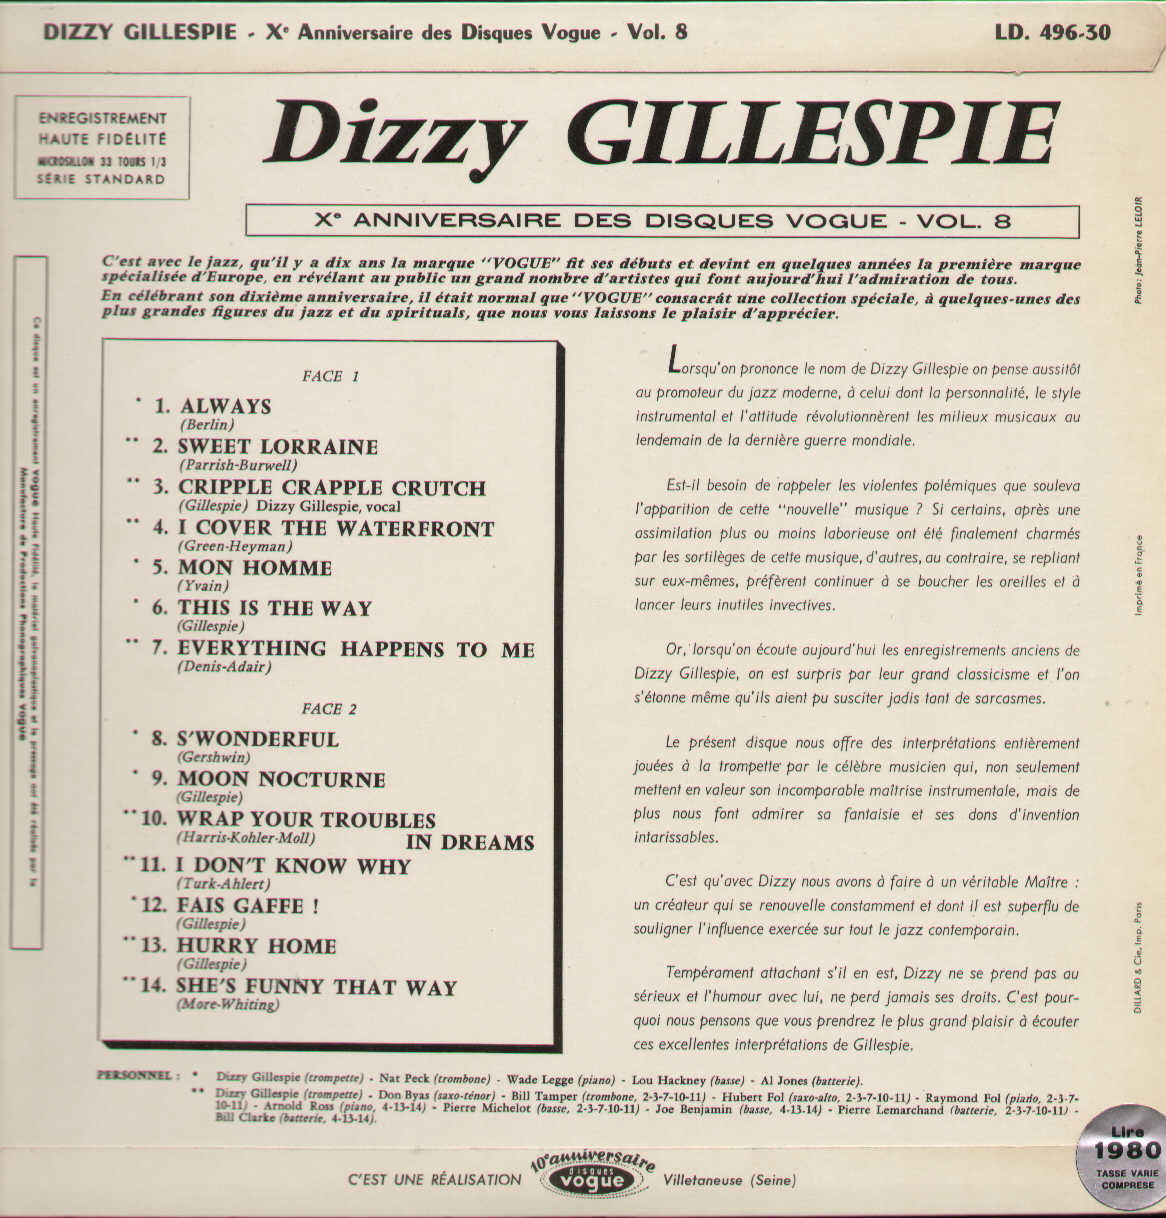 DIZZY GILLESPIE - Xe Anniversaire des Disques Vogue - Vol. 8
LD. 496-30
ENREGISTREMENT
HAUTE FIDÉLITÉ
MICROSILLON 33 TOURS 1/3
SÉRIE STANDARD
Dizzy GILLESPIE
Xe ANNIVERSAIRE DES DISQUES VOGUE - VOL. 8
C'est avec le jazz, qu'il y a dix ans la marque "VOGUE" fit ses débuts et devint en quelques années la première marque
spécialisée d'Europe, en révélant au public un grand nombre d'artistes qui font aujourd'hui l'admiration de tous.
En célébrant son dixième anniversaire, il était normal que "VOGUE" consacrât une collection spéciale, à quelques-unes des
plus grandes figures du jazz et du spirituals, que nous vous laissons le plaisir d'apprécier.
FACE 1
* 1. ALWAYS
(Berlin)
** 2. SWEET LORRAINE
(Parrish-Burwell)
** 3. CRIPPLE CRAPPLE CRUTCH
(Gillespie) Dizzy Gillespie, vocal
** 4. I COVER THE WATERFRONT
(Green-Heyman)
* 5. MON HOMME
(Yvain)
* 6. THIS IS THE WAY
(Gillespie)
** 7. EVERYTHING HAPPENS TO ME
(Denis-Adair)
FACE 2
* 8. S'WONDERFUL
(Gershwin)
* 9. MOON NOCTURNE
(Gillespie)
** 10. WRAP YOUR TROUBLES
(Harris-Kohler-Moll) IN DREAMS
** 11. I DON'T KNOW WHY
(Turk-Ahlert)
* 12. FAIS GAFFE !
(Gillespie)
** 13. HURRY HOME
(Gillespie)
** 14. SHE'S FUNNY THAT WAY
(More-Whiting)
Lorsqu'on prononce le nom de Dizzy Gillespie on pense aussitôt
au promoteur du jazz moderne, à celui dont la personnalité, le style
instrumental et l'attitude révolutionnèrent les milieux musicaux au
lendemain de la dernière guerre mondiale.
Est-il besoin de rappeler les violentes polémiques que souleva
l'apparition de cette "nouvelle" musique ? Si certains, après une
assimilation plus ou moins laborieuse ont été finalement charmés
par les sortilèges de cette musique, d'autres, au contraire, se repliant
sur eux-mêmes, préfèrent continuer à se boucher les oreilles et à
lancer leurs inutiles invectives.
Or, lorsqu'on écoute aujourd'hui les enregistrements anciens de
Dizzy Gillespie, on est surpris par leur grand classicisme et l'on
s'étonne même qu'ils aient pu susciter jadis tant de sarcasmes.
Le présent disque nous offre des interprétations entièrement
jouées à la trompette par le célèbre musicien qui, non seulement
mettent en valeur son incomparable maîtrise instrumentale, mais de
plus nous font admirer sa fantaisie et ses dons d'invention
intarissables.
C'est qu'avec Dizzy nous avons à faire à un véritable Maître :
un créateur qui se renouvelle constamment et dont il est superflu de
souligner l'influence exercée sur tout le jazz contemporain.
Tempérament attachant s'il en est, Dizzy ne se prend pas au
sérieux et l'humour avec lui, ne perd jamais ses droits. C'est pour-
quoi nous pensons que vous prendrez le plus grand plaisir à écouter
ces excellentes interprétations de Gillespie.
PERSONNEL : * Dizzy Gillespie (trompette) - Nat Peck (trombone) - Wade Legge (piano) - Lou Hackney (basse) - Al Jones (batterie).
** Dizzy Gillespie (trompette) - Don Byas (saxo-ténor) - Bill Tamper (trombone, 2-3-7-10-11) - Hubert Fol (saxo-alto, 2-3-7-10-11) - Raymond Fol (piano, 2-3-7-
10-11) - Arnold Ross (piano, 4-13-14) - Pierre Michelot (basse, 2-3-7-10-11) - Joe Benjamin (basse, 4-13-14) - Pierre Lemarchand (batterie, 2-3-7-10-11) -
Bill Clarke (batterie, 4-13-14).
C'EST UNE RÉALISATION
10e anniversaire
disques
vogue
Villetaneuse (Seine)
Lire
1980
TASSE VARIE
COMPRESE
Ce disque est un enregistrement VOGUE Haute Fidélité, le matériel galvanoplastique et le pressage ont été réalisés par la
Manufacture de Productions Phonographiques VOGUE
Photo: Jean-Pierre LELOIR
Imprimé en France
DILLARD & Cie, Imp. Paris